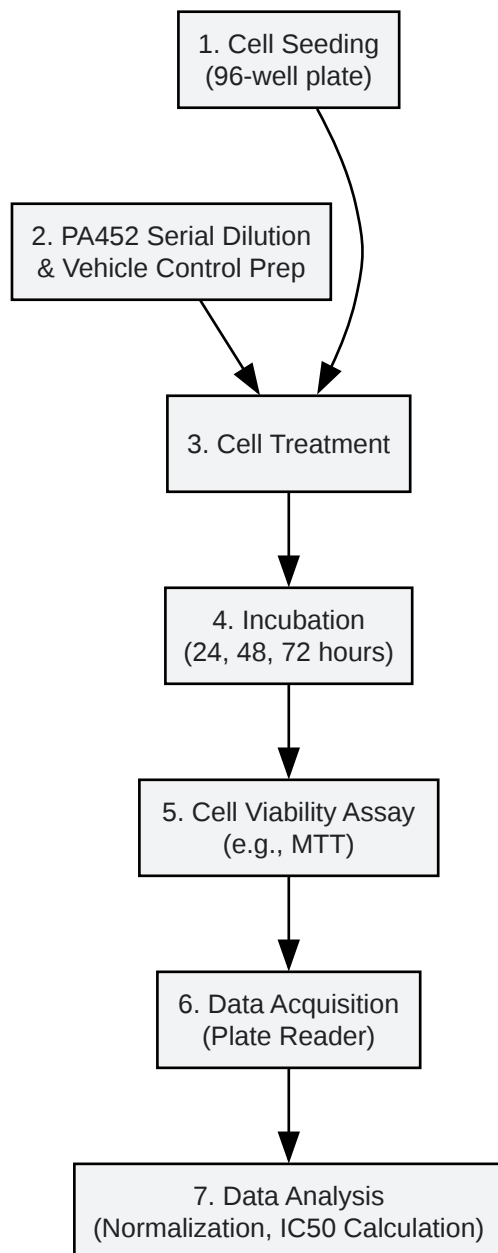 1. Cell Seeding
(96-well plate)
2. PA452 Serial Dilution
& Vehicle Control Prep
3. Cell Treatment
4. Incubation
(24, 48, 72 hours)
5. Cell Viability Assay
(e.g., MTT)
6. Data Acquisition
(Plate Reader)
7. Data Analysis
(Normalization, IC50 Calculation)